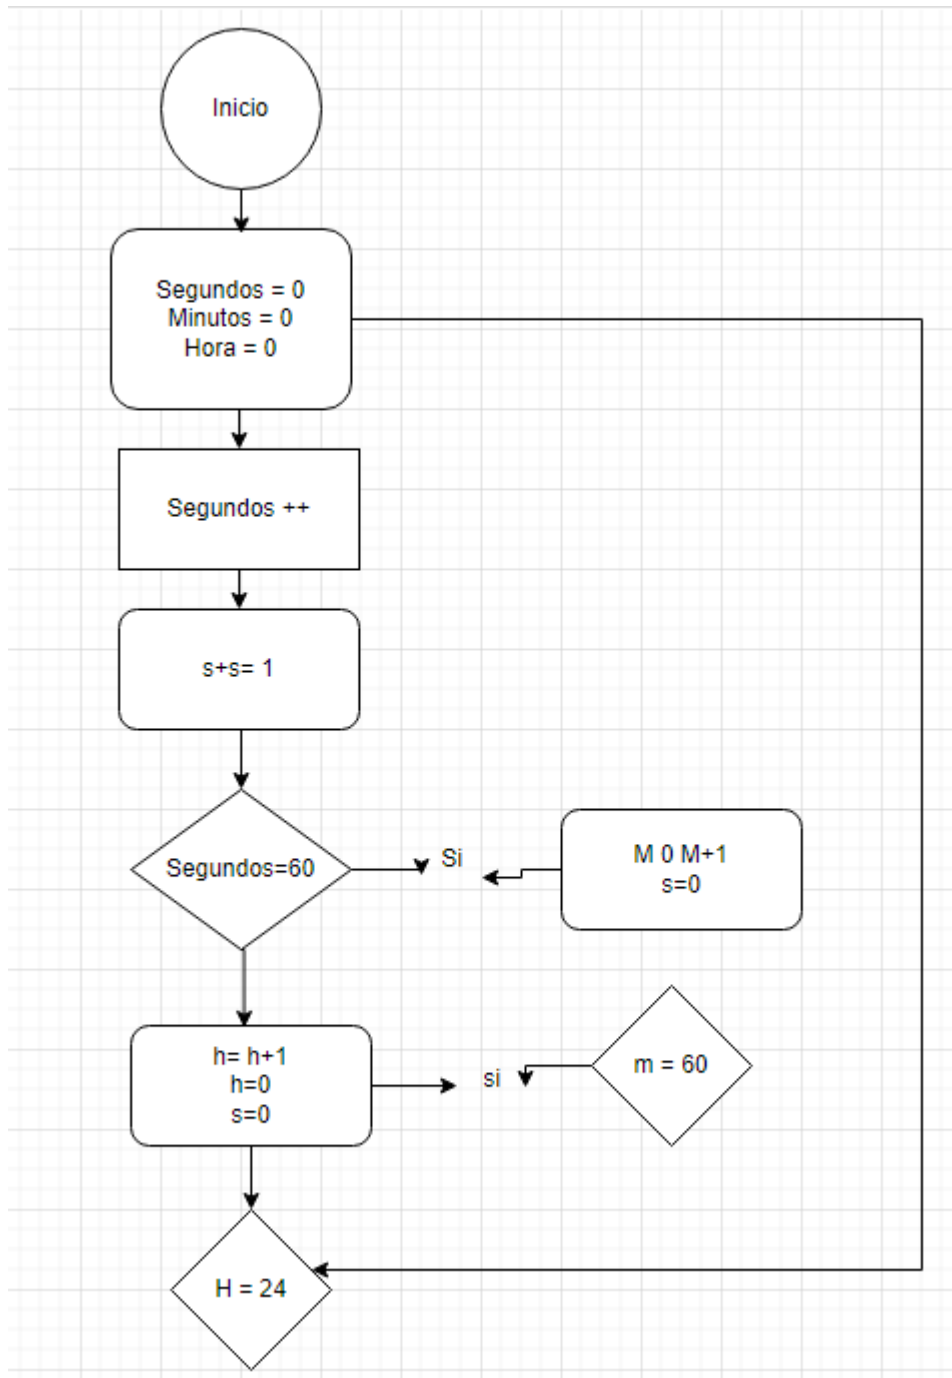 Inicio
Segundos = 0
Minutos = 0
Hora = 0
Segundos ++
s+s= 1
Segundos=60
Si
M 0 M+1
s=0
h= h+1
h=0
s=0
si
m = 60
H = 24